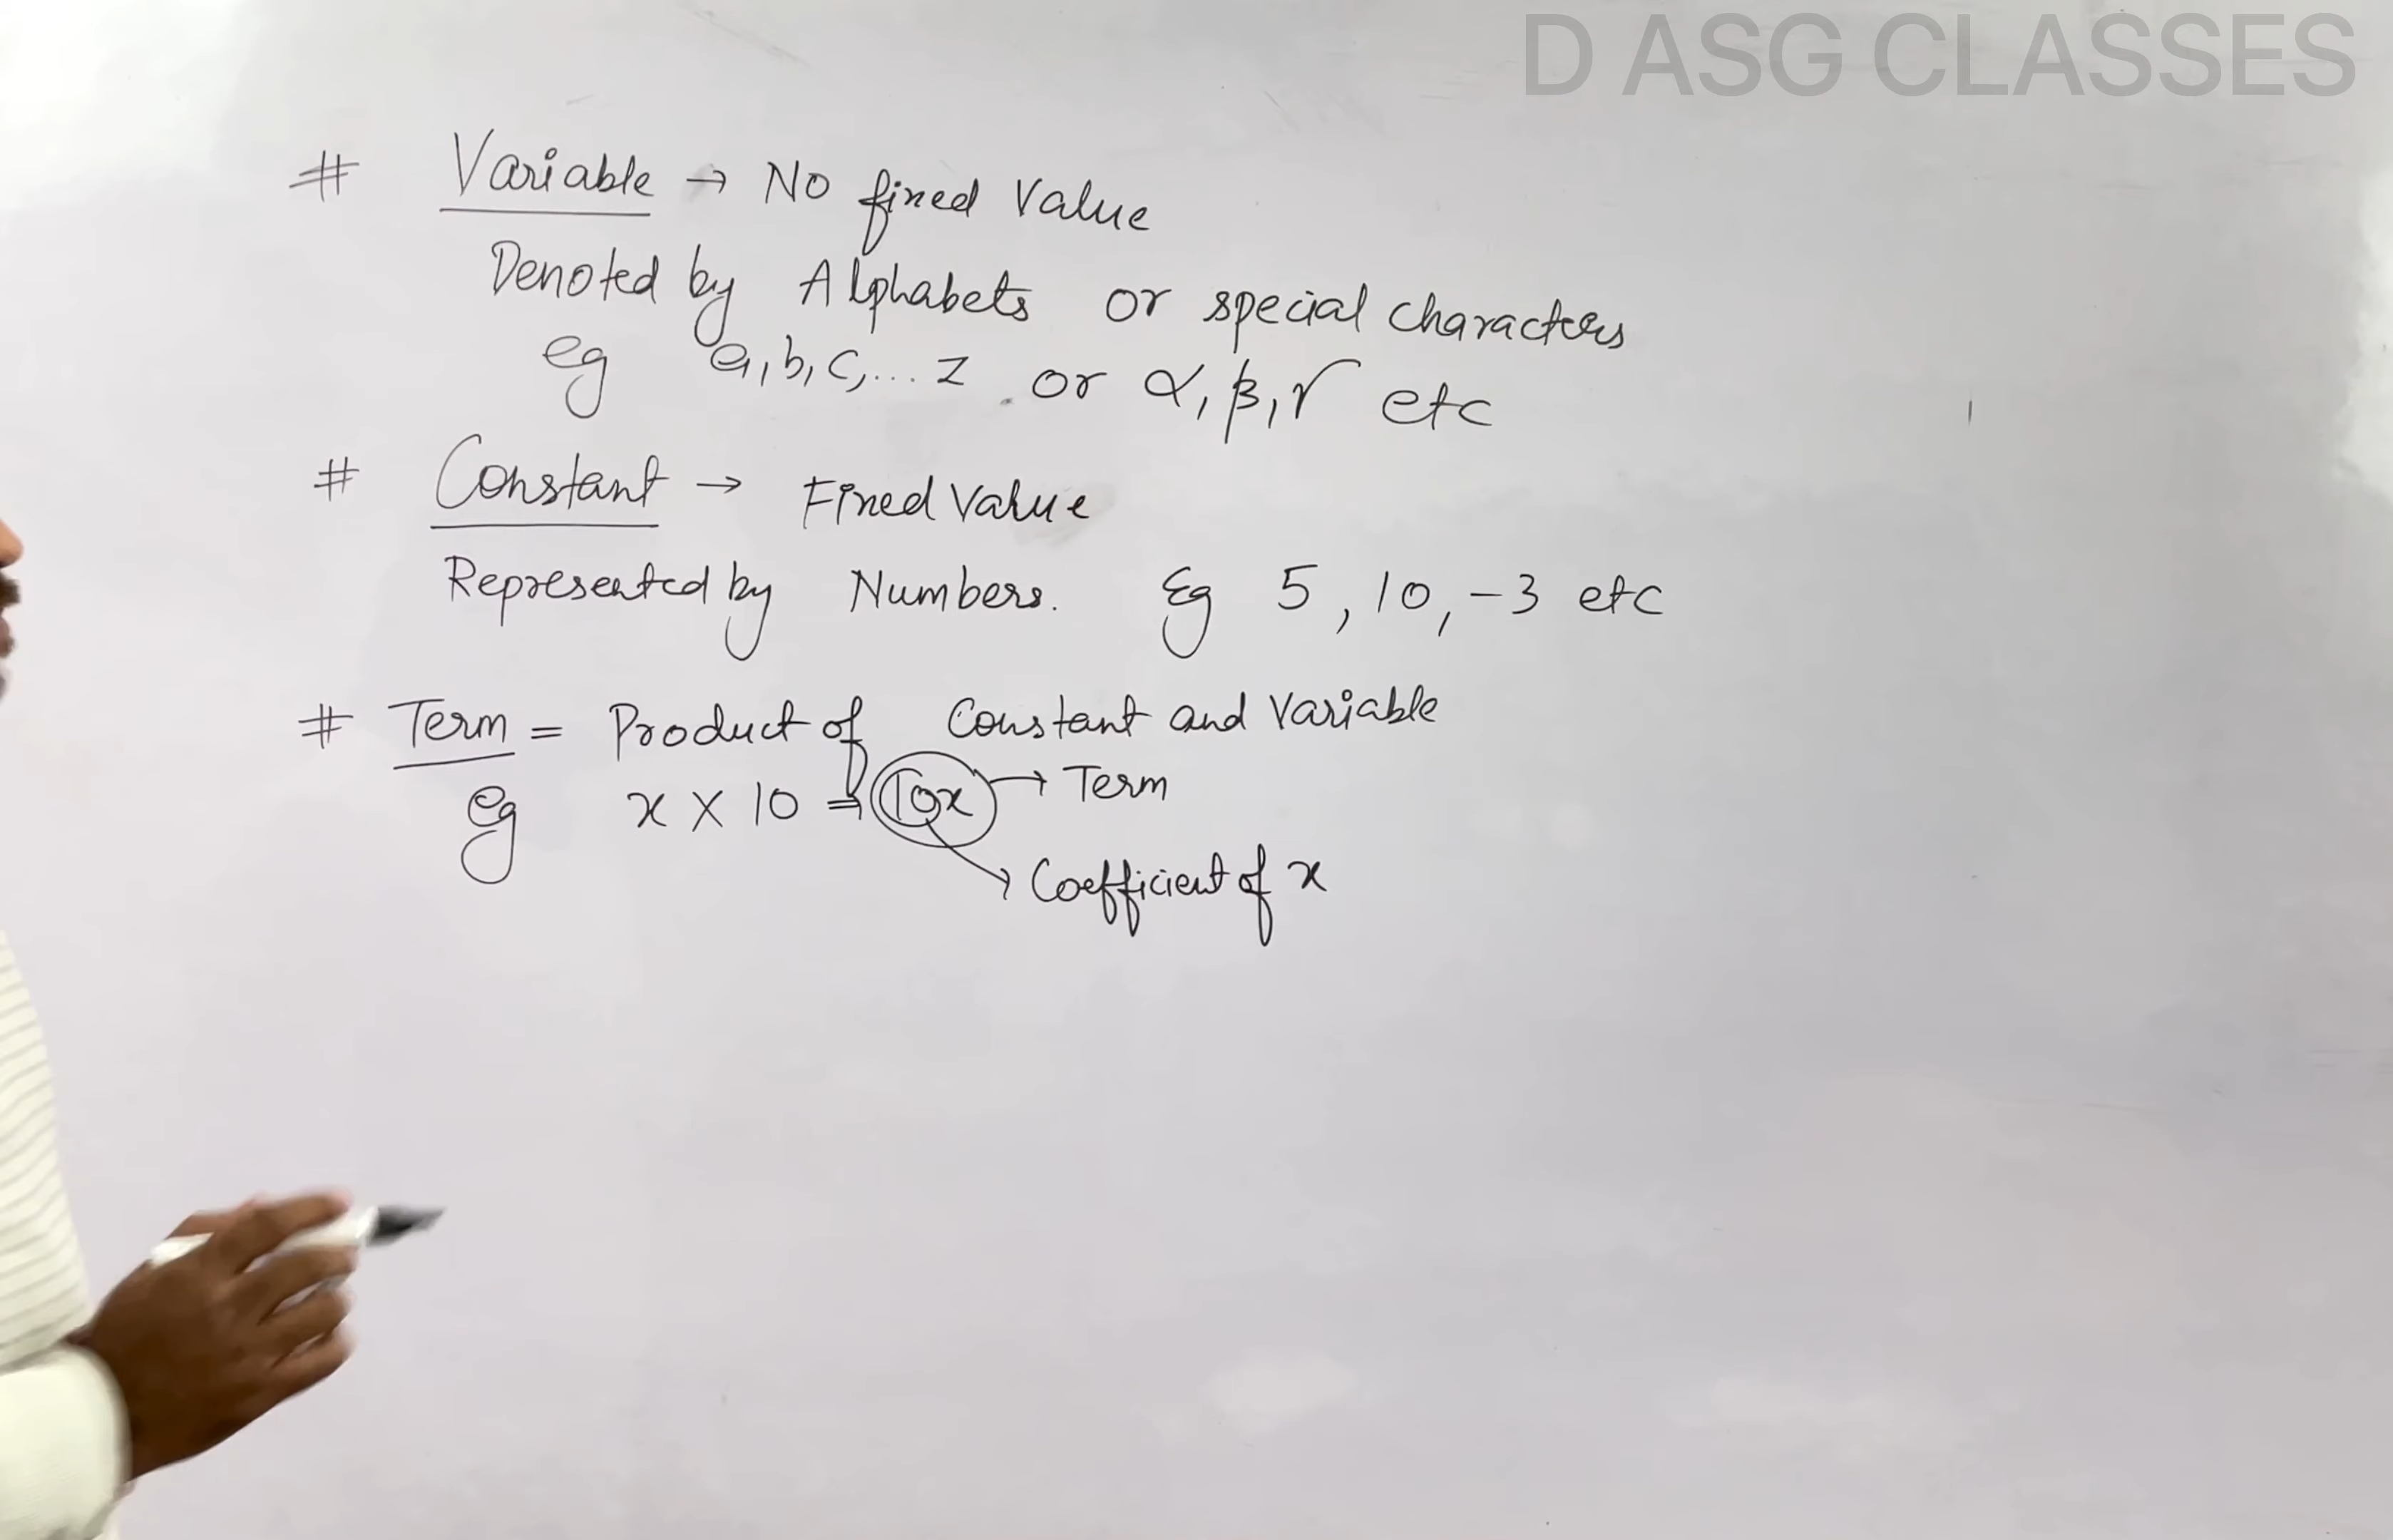 D ASG CLASSES
# Variable → No fixed Value
Denoted by Alphabets or special characters
eg a, b, c, ... z or α, β, γ etc
# Constant → Fixed Value
Represented by Numbers. Eg 5, 10, -3 etc
# Term = Product of Constant and Variable
eg x × 10 = 10x → Term
→ Coefficient of x